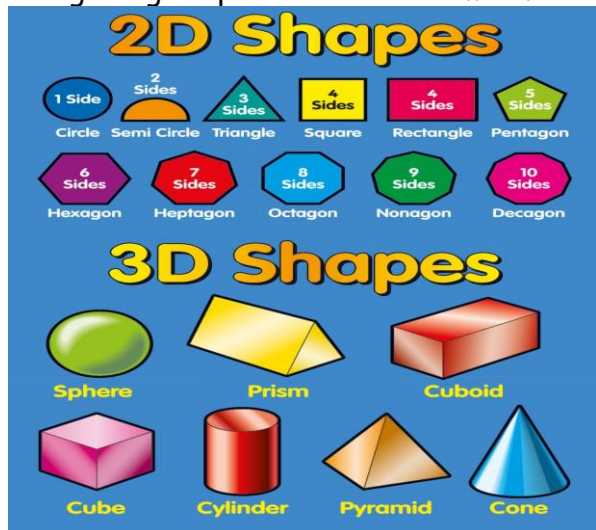 2D Shapes
1 Side
2 Sides
3 Sides
4 Sides
4 Sides
5 Sides
Circle Semi Circle Triangle Square Rectangle Pentagon
6 Sides
7 Sides
8 Sides
9 Sides
10 Sides
Hexagon Heptagon Octagon Nonagon Decagon
3D Shapes
Sphere Prism Cuboid
Cube Cylinder Pyramid Cone